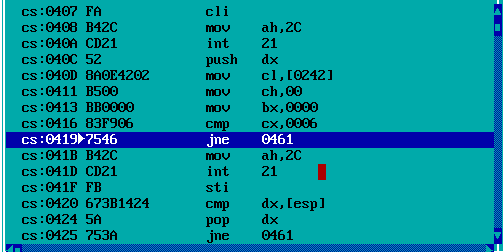 cs:0407 FA cli
cs:0408 B42C mov ah,2C
cs:040A CD21 int 21
cs:040C 52 push dx
cs:040D 8A0E4202 mov cl,[0242]
cs:0411 B500 mov ch,00
cs:0413 BB0000 mov bx,0000
cs:0416 83F906 cmp cx,0006
cs:0419▶7546 jne 0461
cs:041B B42C mov ah,2C
cs:041D CD21 int 21
cs:041F FB sti
cs:0420 673B1424 cmp dx,[esp]
cs:0424 5A pop dx
cs:0425 753A jne 0461